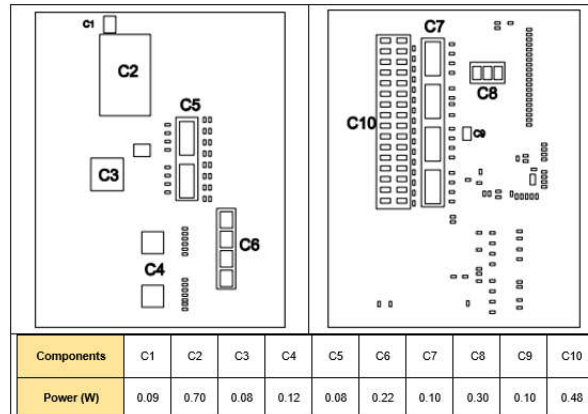 C1
C2
C5
C3
C4
C6
C7
C8
C10
C9
Components C1 C2 C3 C4 C5 C6 C7 C8 C9 C10
Power (W) 0.09 0.70 0.08 0.12 0.08 0.22 0.10 0.30 0.10 0.48